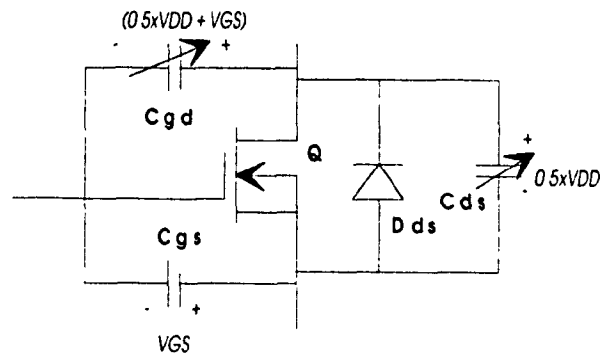 (0 5xVDD + VGS)
+
Cgd
Q
+
0 5xVDD
Cds
-
Dds
Cgs
- +
VGS